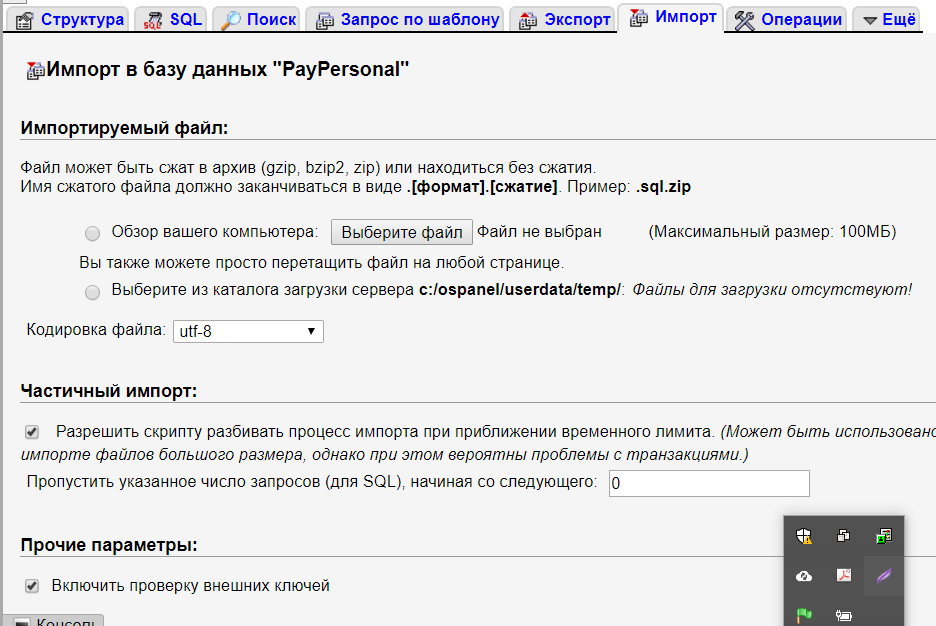 Структура SQL Поиск Запрос по шаблону Экспорт Импорт Операции Ещё
Импорт в базу данных "PayPersonal"
Импортируемый файл:
Файл может быть сжат в архив (gzip, bzip2, zip) или находиться без сжатия.
Имя сжатого файла должно заканчиваться в виде .[формат].[сжатие]. Пример: .sql.zip
Обзор вашего компьютера: Выберите файл Файл не выбран (Максимальный размер: 100МБ)
Вы также можете просто перетащить файл на любой странице.
Выберите из каталога загрузки сервера c:/ospanel/userdata/temp/: Файлы для загрузки отсутствуют!
Кодировка файла: utf-8
Частичный импорт:
Разрешить скрипту разбивать процесс импорта при приближении временного лимита. (Может быть использовано
импорте файлов большого размера, однако при этом вероятны проблемы с транзакциями.)
Пропустить указанное число запросов (для SQL), начиная со следующего: 0
Прочие параметры:
Включить проверку внешних ключей
Консоль